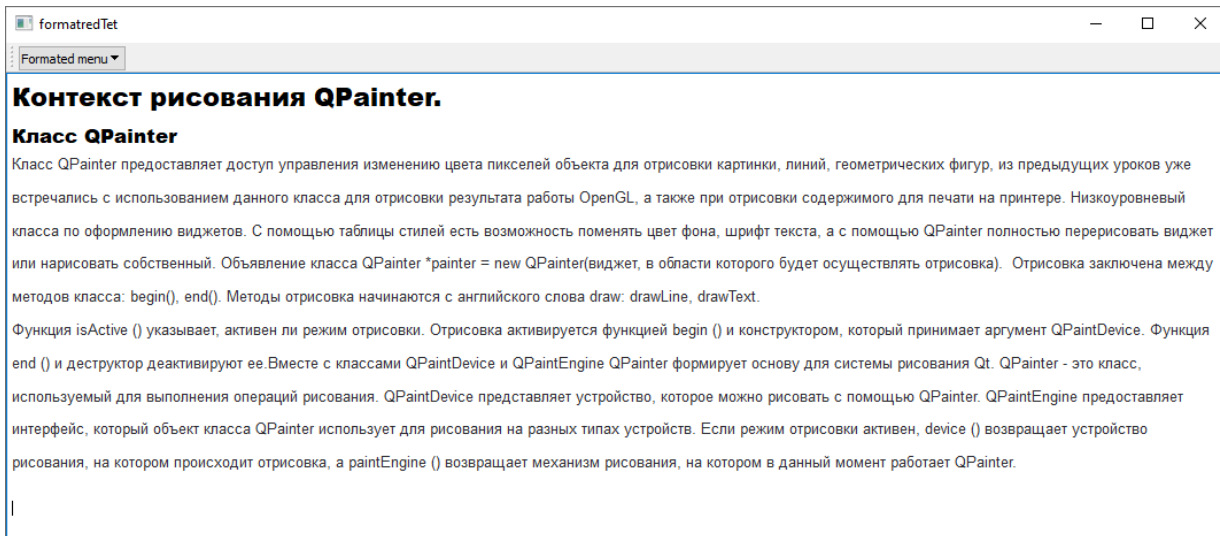 formatredTet
Formated menu
Контекст рисования QPainter.
Класс QPainter
Класс QPainter предоставляет доступ управления изменению цвета пикселей объекта для отрисовки картинки, линий, геометрических фигур, из предыдущих уроков уже
встречались с использованием данного класса для отрисовки результата работы OpenGL, а также при отрисовки содержимого для печати на принтере. Низкоуровневый
класса по оформлению виджетов. С помощью таблицы стилей есть возможность поменять цвет фона, шрифт текста, а с помощью QPainter полностью перерисовать виджет
или нарисовать собственный. Объявление класса QPainter *painter = new QPainter(виджет, в области которого будет осуществлять отрисовка).  Отрисовка заключена между
методов класса: begin(), end(). Методы отрисовка начинаются с английского слова draw: drawLine, drawText.
Функция isActive () указывает, активен ли режим отрисовки. Отрисовка активируется функцией begin () и конструктором, который принимает аргумент QPaintDevice. Функция
end () и деструктор деактивируют ее.Вместе с классами QPaintDevice и QPaintEngine QPainter формирует основу для системы рисования Qt. QPainter - это класс,
используемый для выполнения операций рисования. QPaintDevice представляет устройство, которое можно рисовать с помощью QPainter. QPaintEngine предоставляет
интерфейс, который объект класса QPainter использует для рисования на разных типах устройств. Если режим отрисовки активен, device () возвращает устройство
рисования, на котором происходит отрисовка, а paintEngine () возвращает механизм рисования, на котором в данный момент работает QPainter.